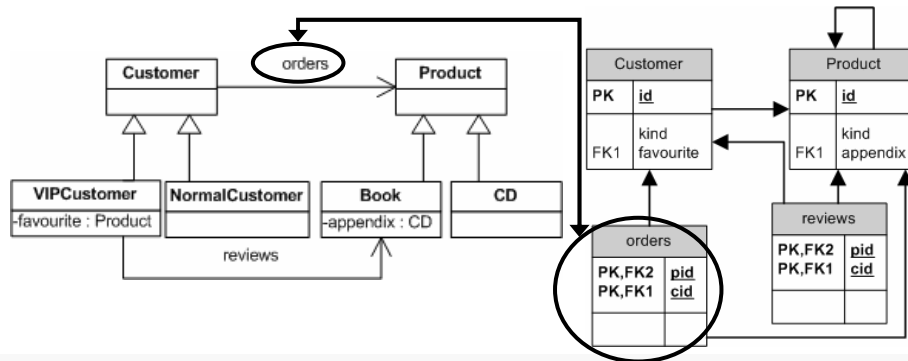 orders
Customer
Product
VIPCustomer
-favourite : Product
NormalCustomer
Book
-appendix : CD
CD
reviews
Customer
PK id
kind
FK1 favourite
Product
PK id
kind
FK1 appendix
orders
PK,FK2 pid
PK,FK1 cid
reviews
PK,FK2 pid
PK,FK1 cid